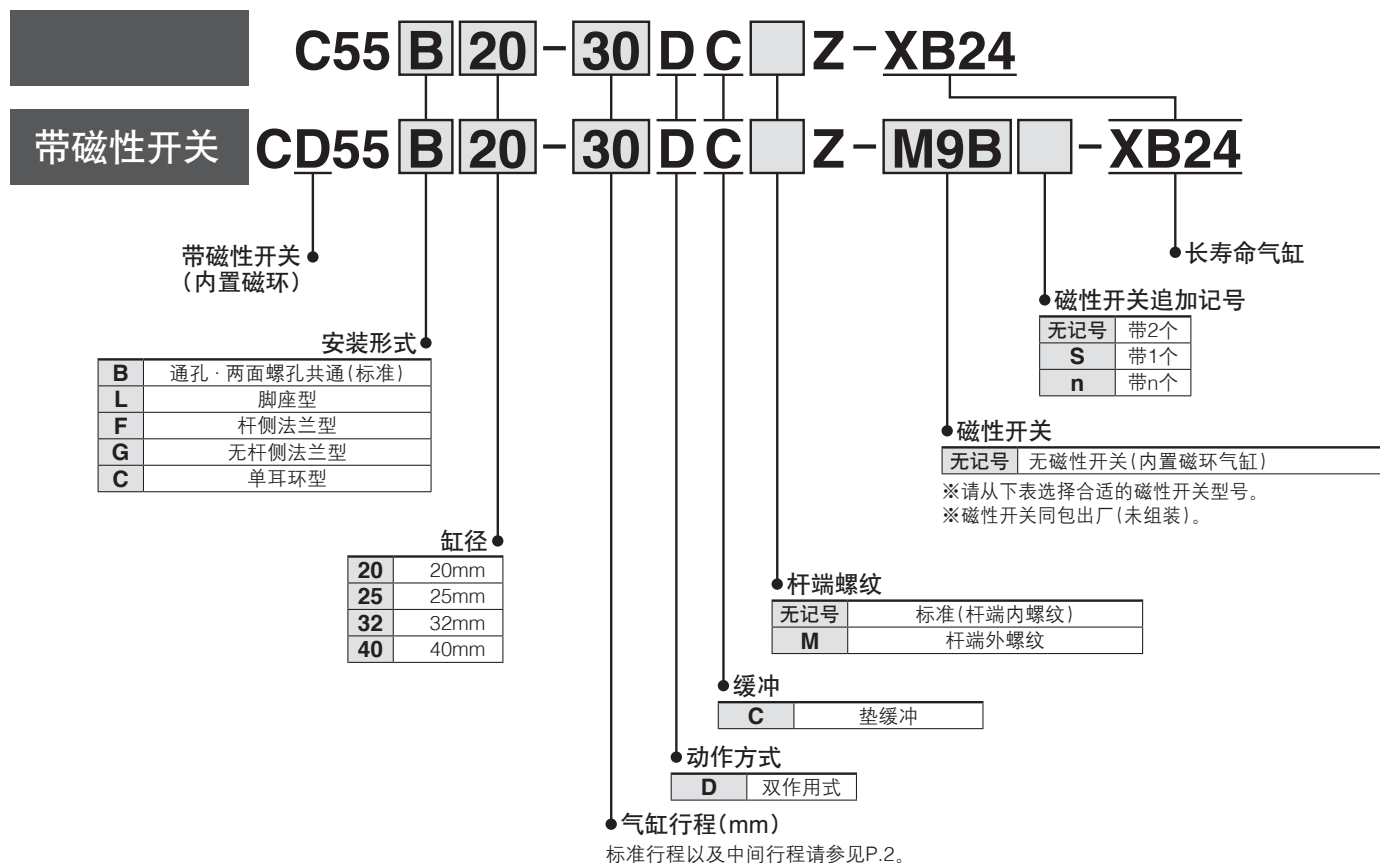 C55 B 20 - 30 D C Z - XB24
带磁性开关 CD55 B 20 - 30 D C Z - M9B - XB24
带磁性开关
(内置磁环)
长寿命气缸
磁性开关追加记号
无记号 带2个
S 带1个
n 带n个
安装形式
B 通孔·两面螺孔共通(标准)
L 脚座型
F 杆侧法兰型
G 无杆侧法兰型
C 单耳环型
磁性开关
无记号 无磁性开关(内置磁环气缸)
※请从下表选择合适的磁性开关型号。
※磁性开关同包出厂(未组装)。
缸径
20 20mm
25 25mm
32 32mm
40 40mm
杆端螺纹
无记号 标准(杆端内螺纹)
M 杆端外螺纹
缓冲
C 垫缓冲
动作方式
D 双作用式
气缸行程(mm)
标准行程以及中间行程请参见P.2。